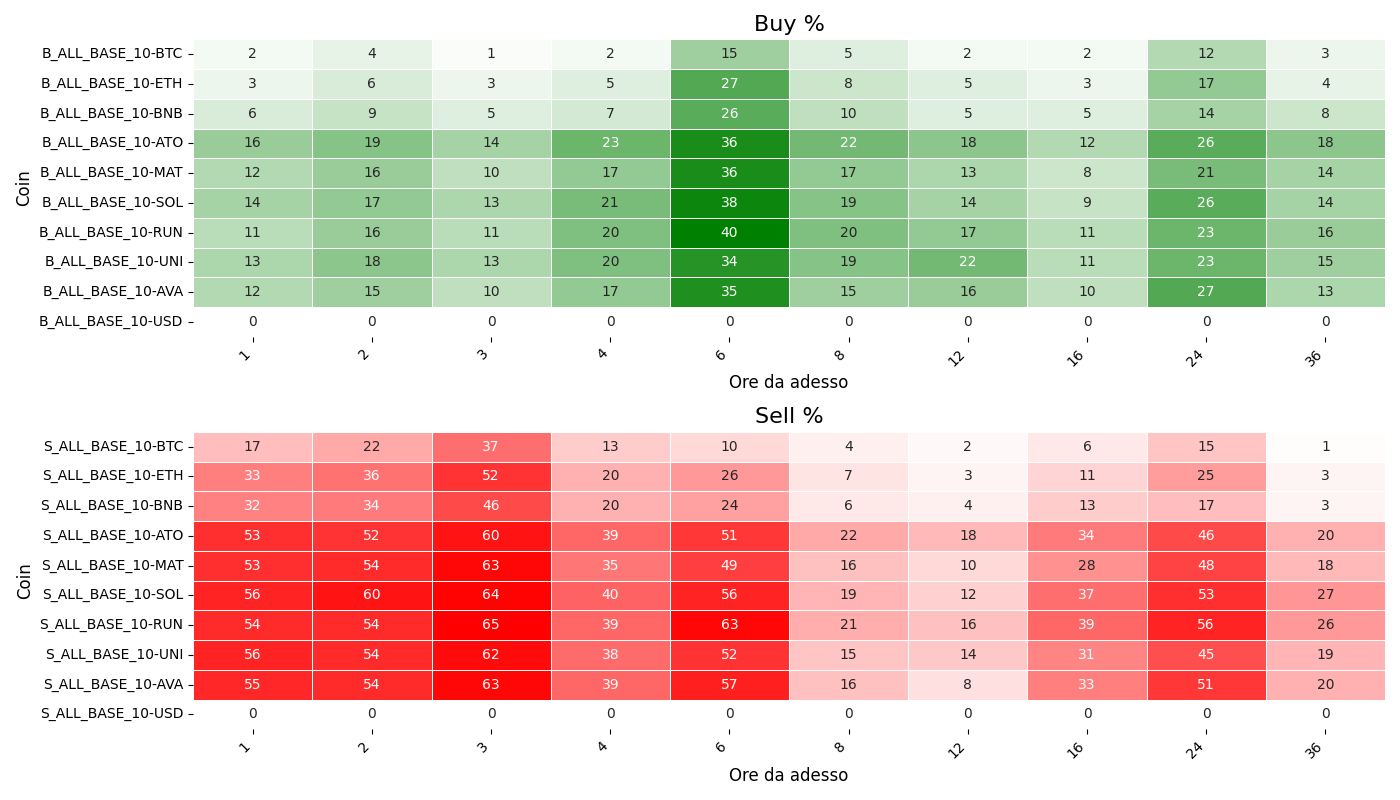 Buy %
Coin
B_ALL_BASE_10-BTC 2 4 1 2 15 5 2 2 12 3
B_ALL_BASE_10-ETH 3 6 3 5 27 8 5 3 17 4
B_ALL_BASE_10-BNB 6 9 5 7 26 10 5 5 14 8
B_ALL_BASE_10-ATO 16 19 14 23 36 22 18 12 26 18
B_ALL_BASE_10-MAT 12 16 10 17 36 17 13 8 21 14
B_ALL_BASE_10-SOL 14 17 13 21 38 19 14 9 26 14
B_ALL_BASE_10-RUN 11 16 11 20 40 20 17 11 23 16
B_ALL_BASE_10-UNI 13 18 13 20 34 19 22 11 23 15
B_ALL_BASE_10-AVA 12 15 10 17 35 15 16 10 27 13
B_ALL_BASE_10-USD 0 0 0 0 0 0 0 0 0 0
1 2 3 4 6 8 12 16 24 36
Ore da adesso
Sell %
Coin
S_ALL_BASE_10-BTC 17 22 37 13 10 4 2 6 15 1
S_ALL_BASE_10-ETH 33 36 52 20 26 7 3 11 25 3
S_ALL_BASE_10-BNB 32 34 46 20 24 6 4 13 17 3
S_ALL_BASE_10-ATO 53 52 60 39 51 22 18 34 46 20
S_ALL_BASE_10-MAT 53 54 63 35 49 16 10 28 48 18
S_ALL_BASE_10-SOL 56 60 64 40 56 19 12 37 53 27
S_ALL_BASE_10-RUN 54 54 65 39 63 21 16 39 56 26
S_ALL_BASE_10-UNI 56 54 62 38 52 15 14 31 45 19
S_ALL_BASE_10-AVA 55 54 63 39 57 16 8 33 51 20
S_ALL_BASE_10-USD 0 0 0 0 0 0 0 0 0 0
1 2 3 4 6 8 12 16 24 36
Ore da adesso